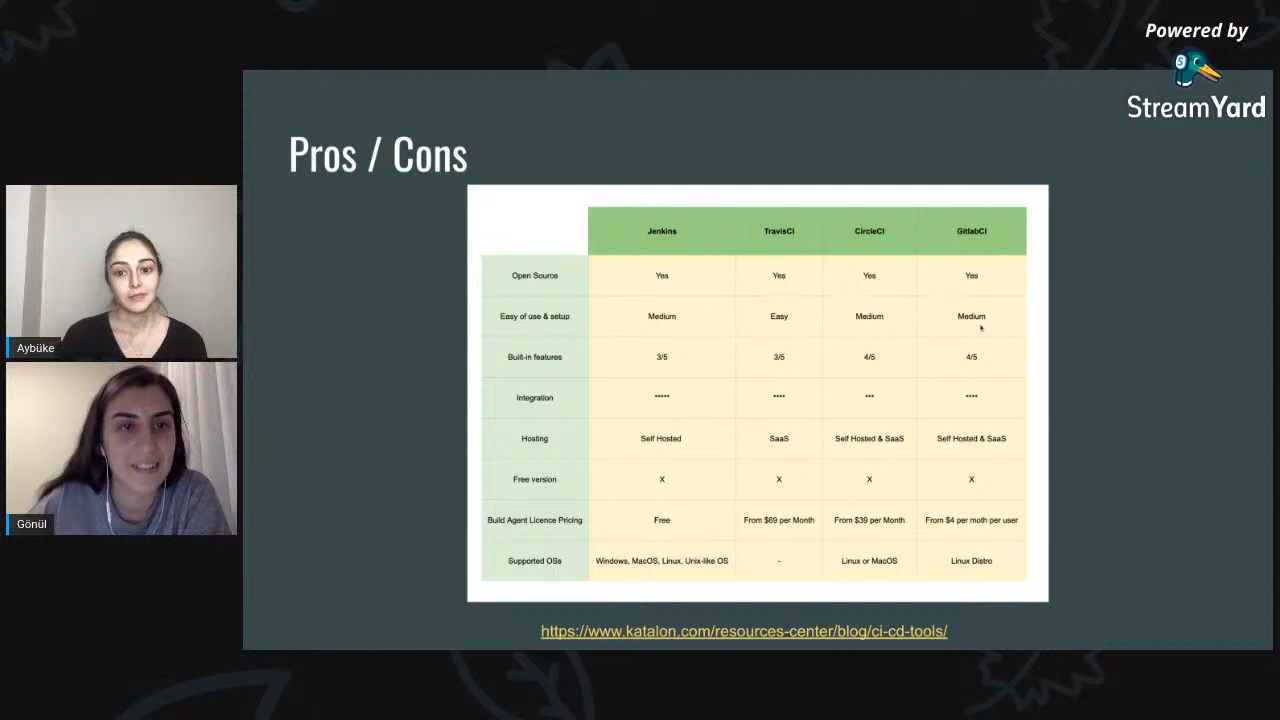 Powered by
StreamYard
Pros / Cons
Jenkins TravisCI CircleCI GitlabCI
Open Source Yes Yes Yes Yes
Easy of use & setup Medium Easy Medium Medium
Built-in features 3/5 3/5 4/5 4/5
Integration ***** **** *** ****
Hosting Self Hosted SaaS Self Hosted & SaaS Self Hosted & SaaS
Free version X X X X
Build Agent Licence Pricing Free From $69 per Month From $39 per Month From $4 per moth per user
Supported OSs Windows, MacOS, Linux, Unix-like OS - Linux or MacOS Linux Distro
https://www.katalon.com/resources-center/blog/ci-cd-tools/
Aybüke
Gönül